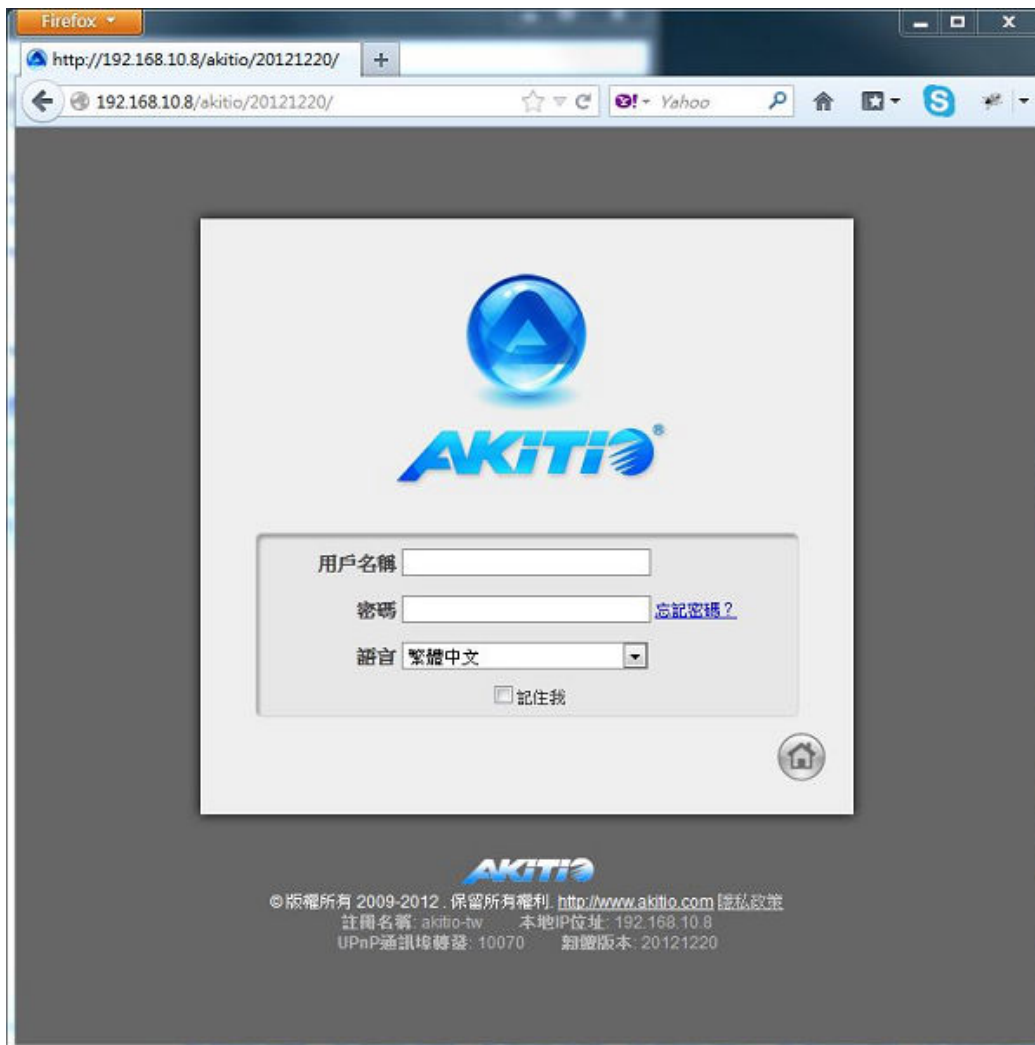 Firefox
http://192.168.10.8/akitio/20121220/
192.168.10.8/akitio/20121220/
Yahoo
AKiTiO®
用戶名稱
密碼 忘記密碼？
語言 繁體中文
記住我
AKiTiO
© 版權所有 2009-2012 . 保留所有權利. http://www.akitio.com 隱私政策
註冊名稱: akitio-tw 本地IP位址: 192.168.10.8
UPnP通訊埠轉發: 10070 韌體版本: 20121220